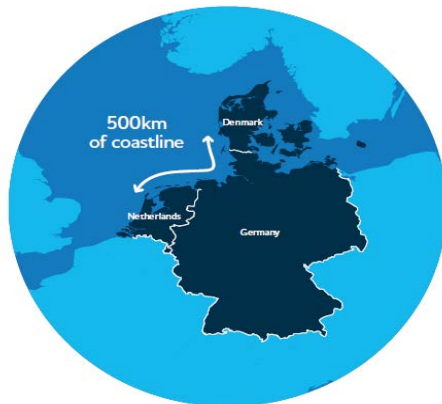 500km
of coastline
Denmark
Netherlands
Germany